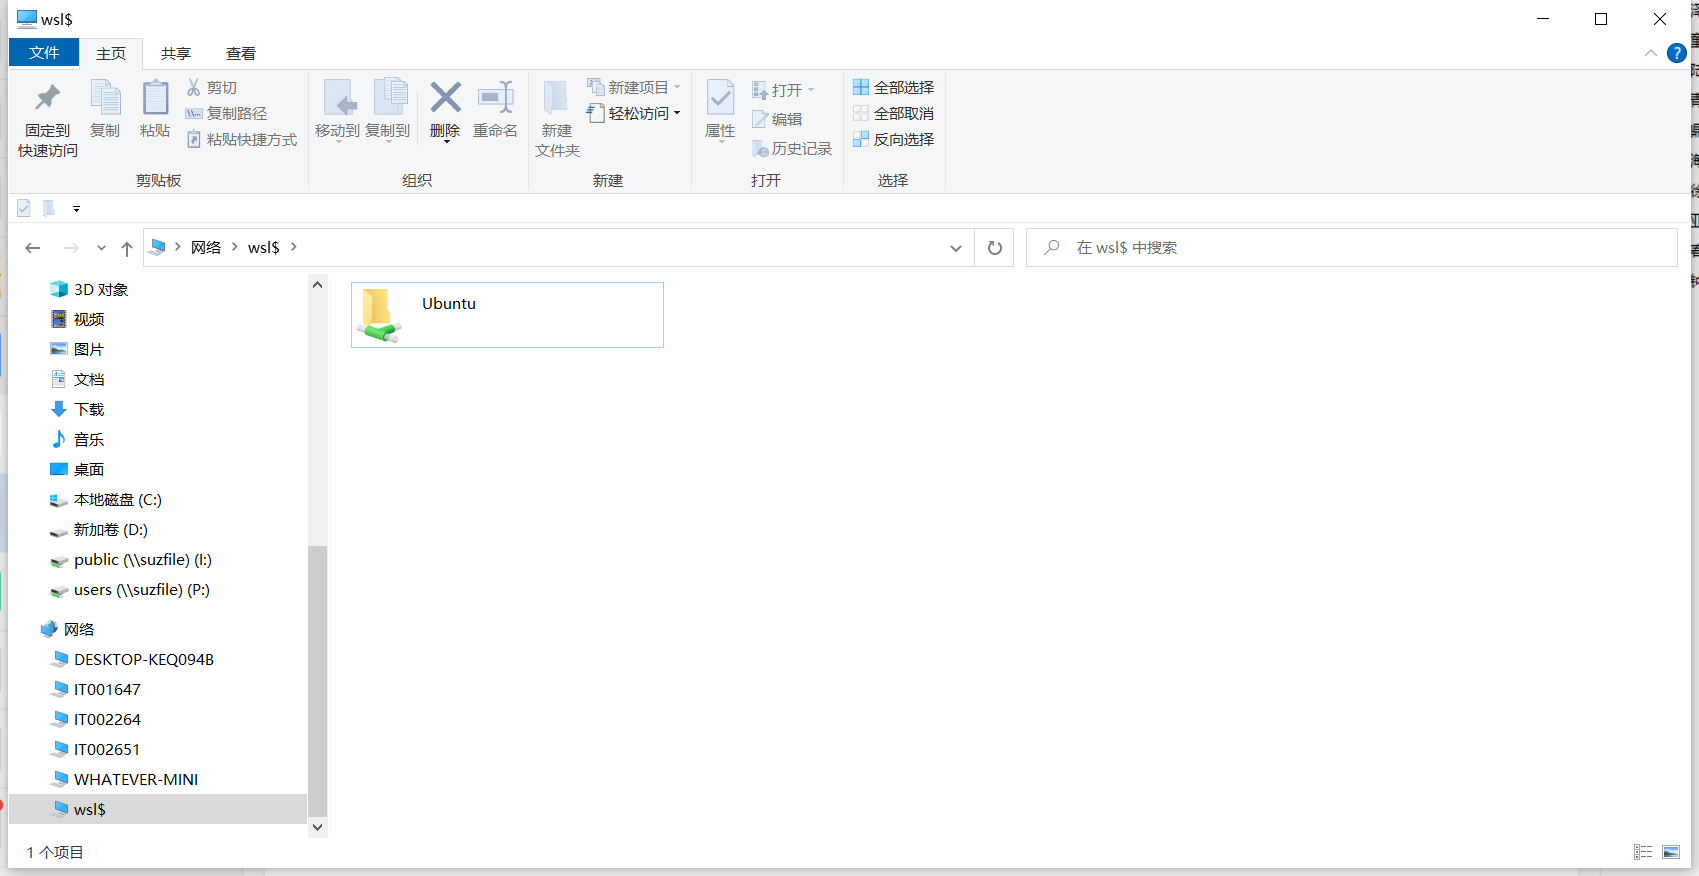 wsl$
文件 主页 共享 查看
固定到
快速访问
复制
粘贴
剪切
复制路径
粘贴快捷方式
剪贴板
移动到
复制到
删除
重命名
组织
新建
文件夹
新建项目
轻松访问
新建
属性
打开
编辑
历史记录
打开
全部选择
全部取消
反向选择
选择
网络 wsl$
在 wsl$ 中搜索
3D 对象
视频
图片
文档
下载
音乐
桌面
本地磁盘 (C:)
新加卷 (D:)
public (\\suzfile) (I:)
users (\\suzfile) (P:)
网络
DESKTOP-KEQ094B
IT001647
IT002264
IT002651
WHATEVER-MINI
wsl$
Ubuntu
1 个项目